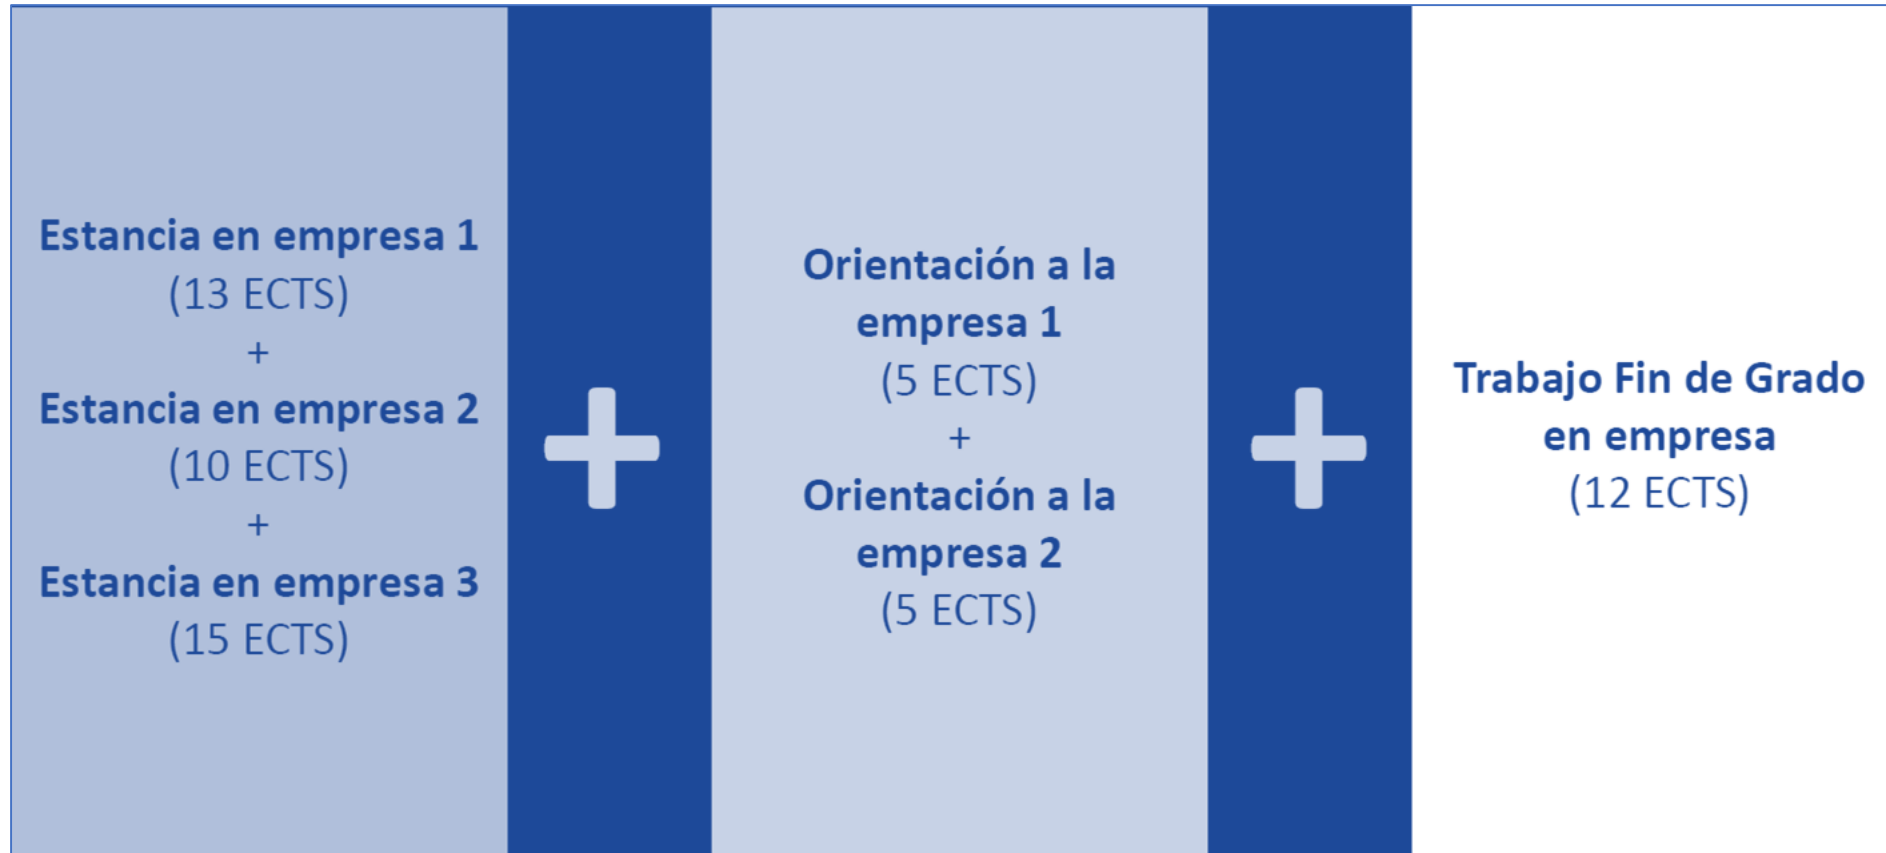 Estancia en empresa 1
(13 ECTS)
+
Estancia en empresa 2
(10 ECTS)
+
Estancia en empresa 3
(15 ECTS)
+
Orientación a la
empresa 1
(5 ECTS)
+
Orientación a la
empresa 2
(5 ECTS)
+
Trabajo Fin de Grado
en empresa
(12 ECTS)